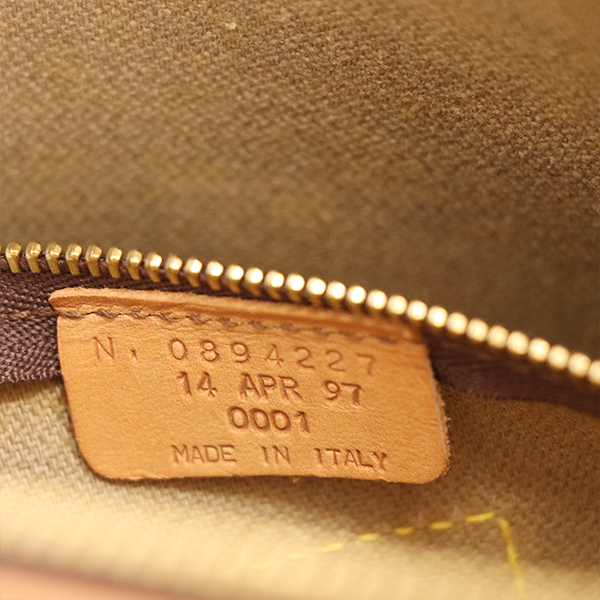 N. 0894227
14 APR 97
0001
MADE IN ITALY